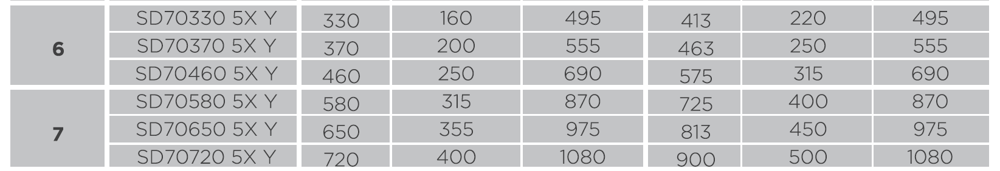 6
SD70330 5X Y 330 160 495 413 220 495
SD70370 5X Y 370 200 555 463 250 555
SD70460 5X Y 460 250 690 575 315 690
7
SD70580 5X Y 580 315 870 725 400 870
SD70650 5X Y 650 355 975 813 450 975
SD70720 5X Y 720 400 1080 900 500 1080